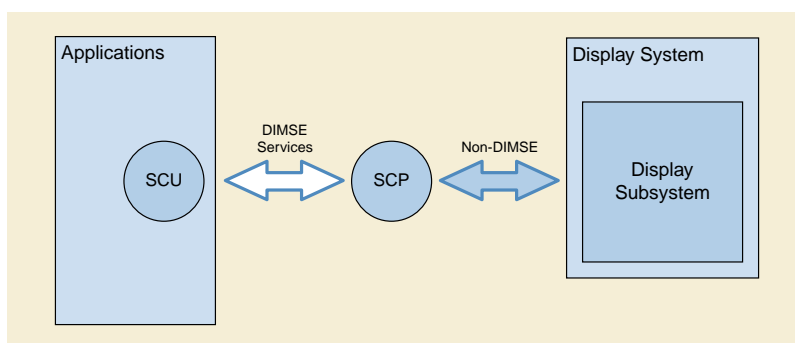 Applications
Display System
DIMSE
Services
Non-DIMSE
SCU
SCP
Display
Subsystem